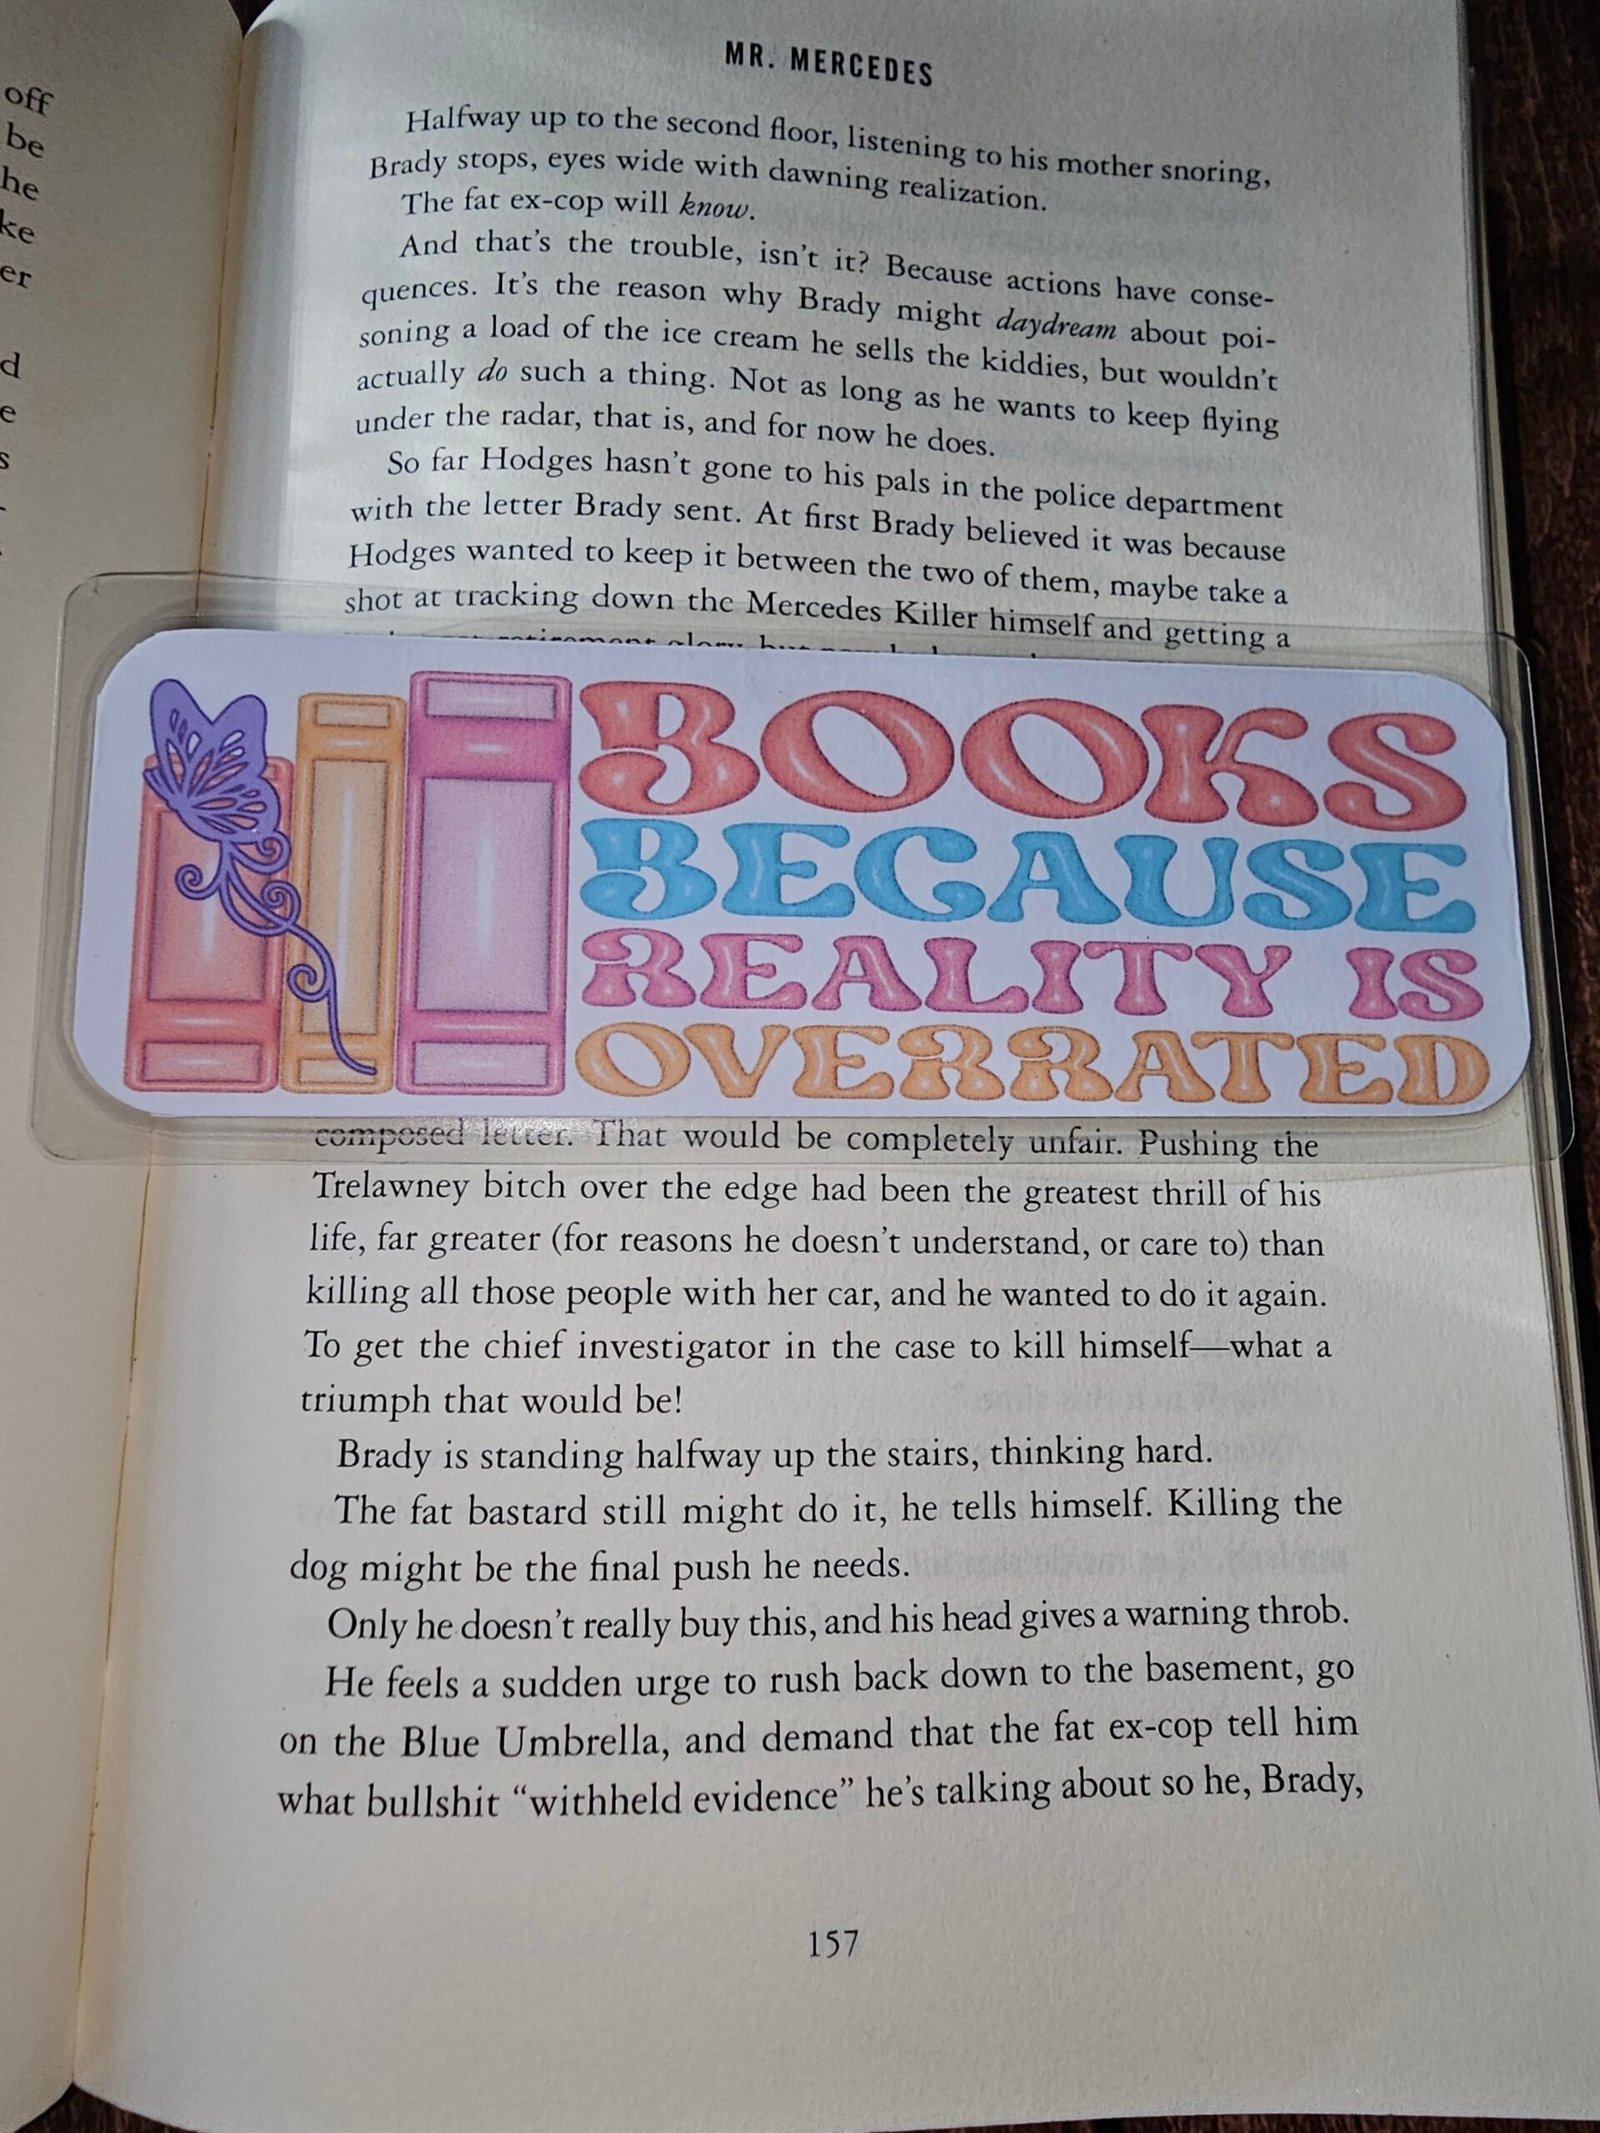 off
be
he
ke
er
d
e
s
MR. MERCEDES
Halfway up to the second floor, listening to his mother snoring,
Brady stops, eyes wide with dawning realization.
The fat ex-cop will know.
And that's the trouble, isn't it? Because actions have conse-
quences. It's the reason why Brady might daydream about poi-
soning a load of the ice cream he sells the kiddies, but wouldn't
actually do such a thing. Not as long as he wants to keep flying
under the radar, that is, and for now he does.
So far Hodges hasn't gone to his pals in the police department
with the letter Brady sent. At first Brady believed it was because
Hodges wanted to keep it between the two of them, maybe take a
shot at tracking down the Mercedes Killer himself and getting a
retirement glory, but
BOOKS
BECAUSE
REALITY IS
OVERRATED
composed letter. That would be completely unfair. Pushing the
Trelawney bitch over the edge had been the greatest thrill of his
life, far greater (for reasons he doesn't understand, or care to) than
killing all those people with her car, and he wanted to do it again.
To get the chief investigator in the case to kill himself—what a
triumph that would be!
Brady is standing halfway up the stairs, thinking hard.
The fat bastard still might do it, he tells himself. Killing the
dog might be the final push he needs.
Only he doesn't really buy this, and his head gives a warning throb.
He feels a sudden urge to rush back down to the basement, go
on the Blue Umbrella, and demand that the fat ex-cop tell him
what bullshit “withheld evidence” he's talking about so he, Brady,
157